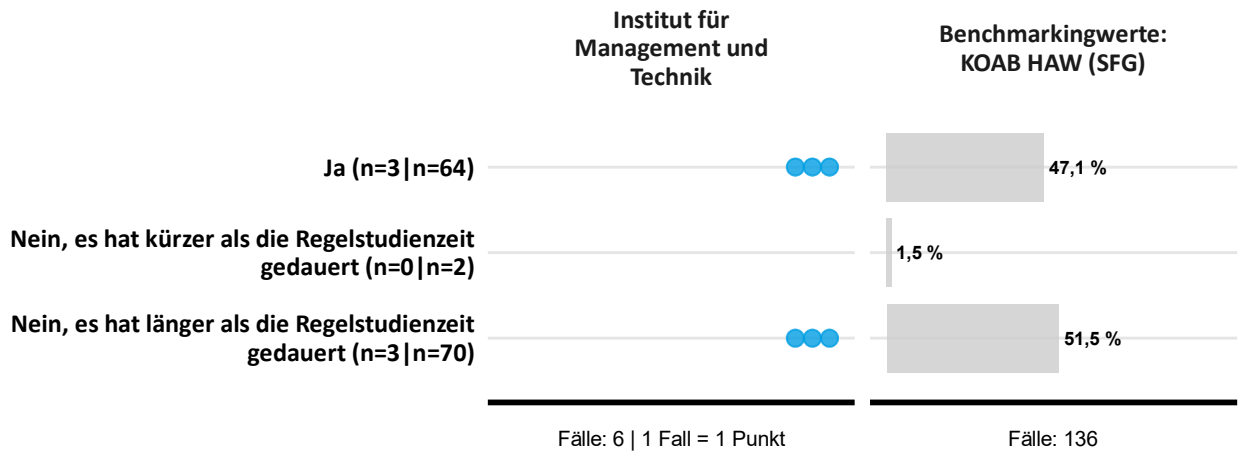 Institut für
Management und
Technik
Benchmarkingwerte:
KOAB HAW (SFG)
Ja (n=3|n=64)
47,1 %
Nein, es hat kürzer als die Regelstudienzeit
gedauert (n=0|n=2)
1,5 %
Nein, es hat länger als die Regelstudienzeit
gedauert (n=3|n=70)
51,5 %
Fälle: 6 | 1 Fall = 1 Punkt
Fälle: 136